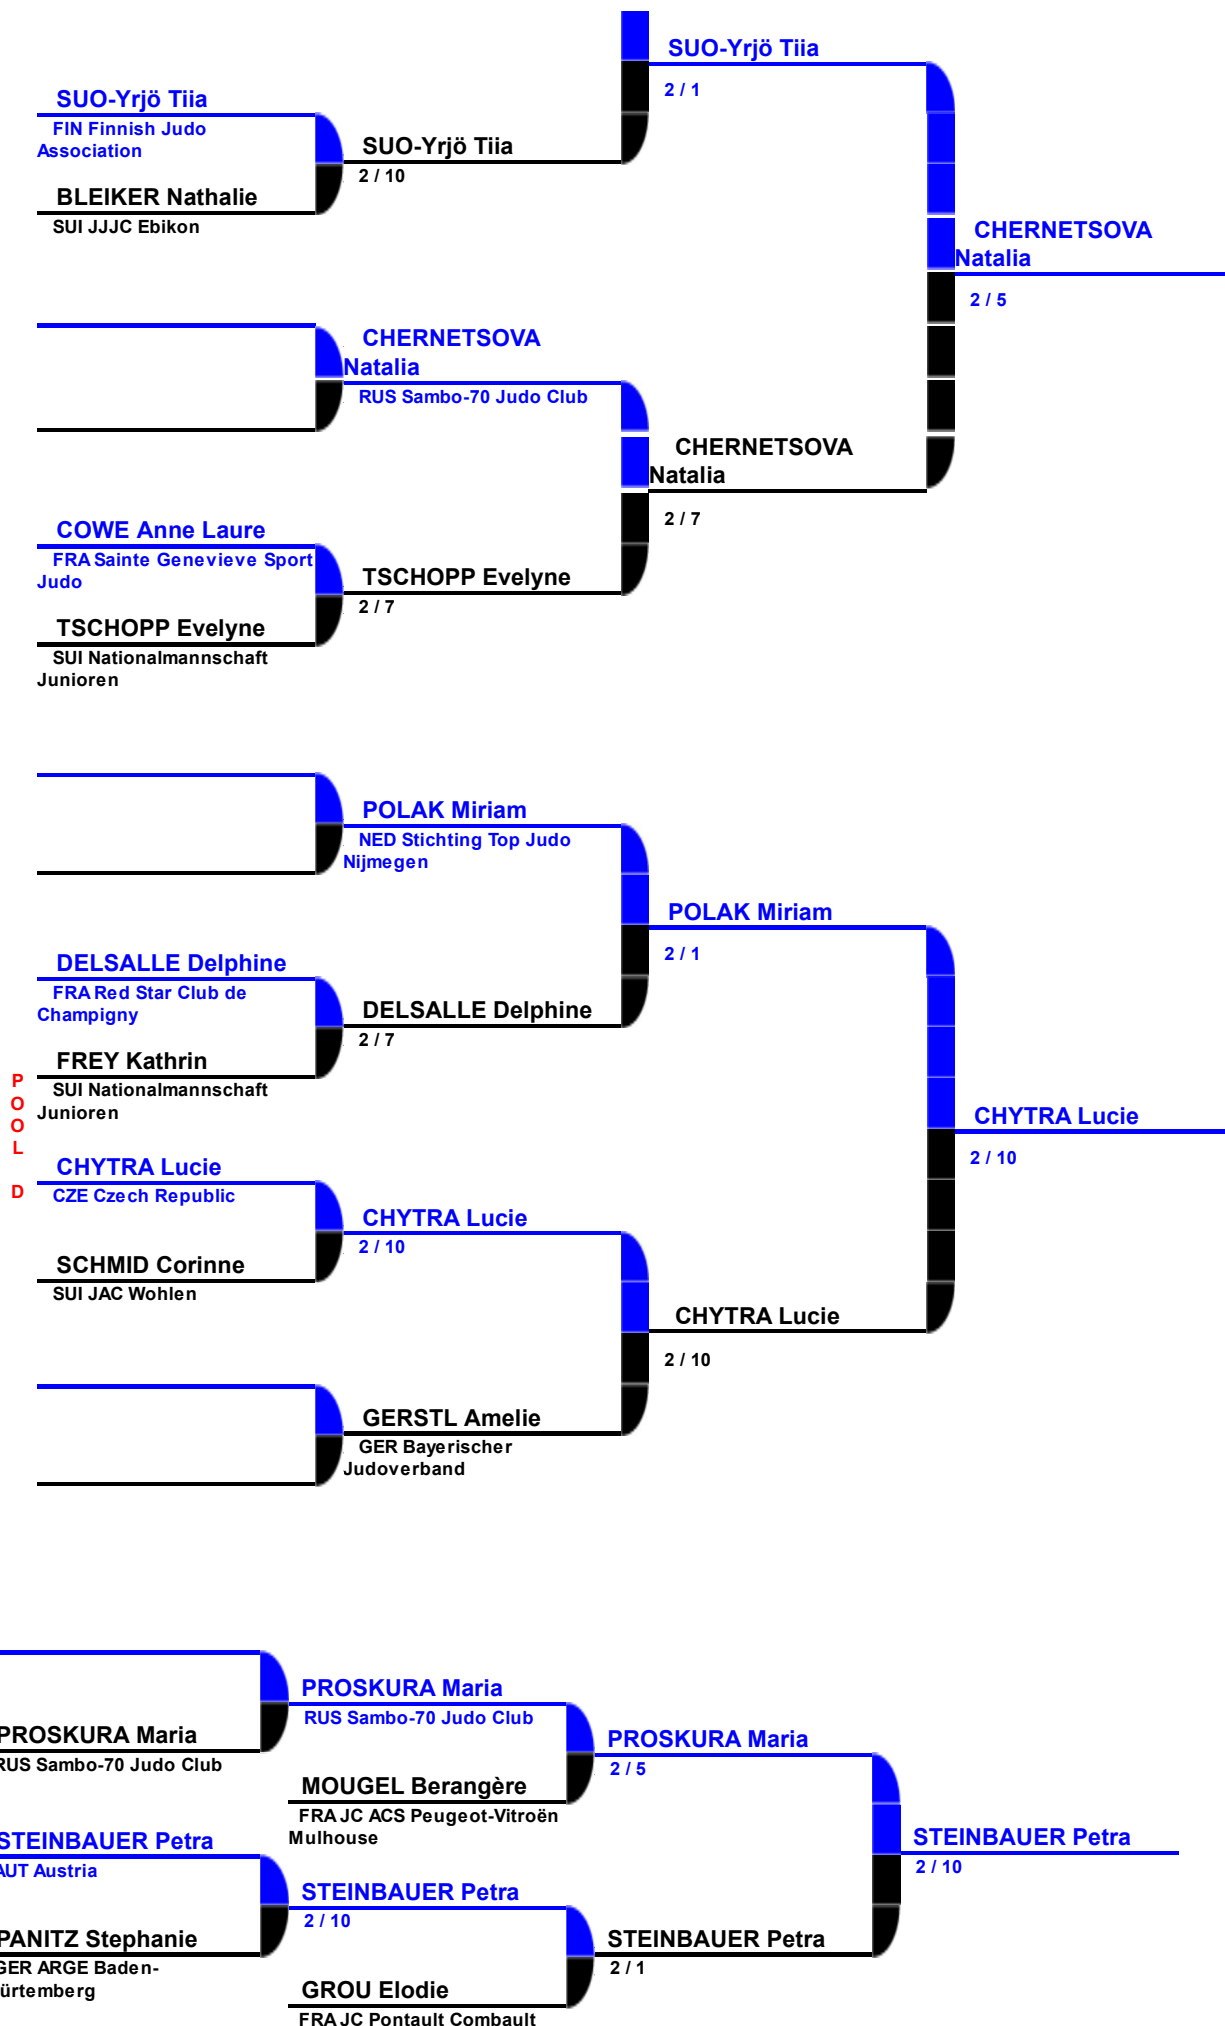 SUO-Yrjö Tiia
2 / 1
SUO-Yrjö Tiia
FIN Finnish Judo
Association
SUO-Yrjö Tiia
2 / 10
BLEIKER Nathalie
SUI JJJC Ebikon
CHERNETSOVA
Natalia
2 / 5
CHERNETSOVA
Natalia
RUS Sambo-70 Judo Club
CHERNETSOVA
Natalia
2 / 7
COWE Anne Laure
FRA Sainte Genevieve Sport
Judo
TSCHOPP Evelyne
2 / 7
TSCHOPP Evelyne
SUI Nationalmannschaft
Junioren
POLAK Miriam
NED Stichting Top Judo
Nijmegen
POLAK Miriam
2 / 1
DELSALLE Delphine
FRA Red Star Club de
Champigny
DELSALLE Delphine
2 / 7
FREY Kathrin
SUI Nationalmannschaft
Junioren
P
O
O
L
D
CHYTRA Lucie
2 / 10
CHYTRA Lucie
CZE Czech Republic
CHYTRA Lucie
2 / 10
SCHMID Corinne
SUI JAC Wohlen
CHYTRA Lucie
2 / 10
GERSTL Amelie
GER Bayerischer
Judoverband
PROSKURA Maria
RUS Sambo-70 Judo Club
PROSKURA Maria
RUS Sambo-70 Judo Club
PROSKURA Maria
2 / 5
MOUGEL Berangère
FRA JC ACS Peugeot-Vitroën
Mulhouse
STEINBAUER Petra
AUT Austria
STEINBAUER Petra
2 / 10
STEINBAUER Petra
2 / 10
PANITZ Stephanie
GER ARGE Baden-
ürtemberg
STEINBAUER Petra
2 / 1
GROU Elodie
FRA JC Pontault Combault